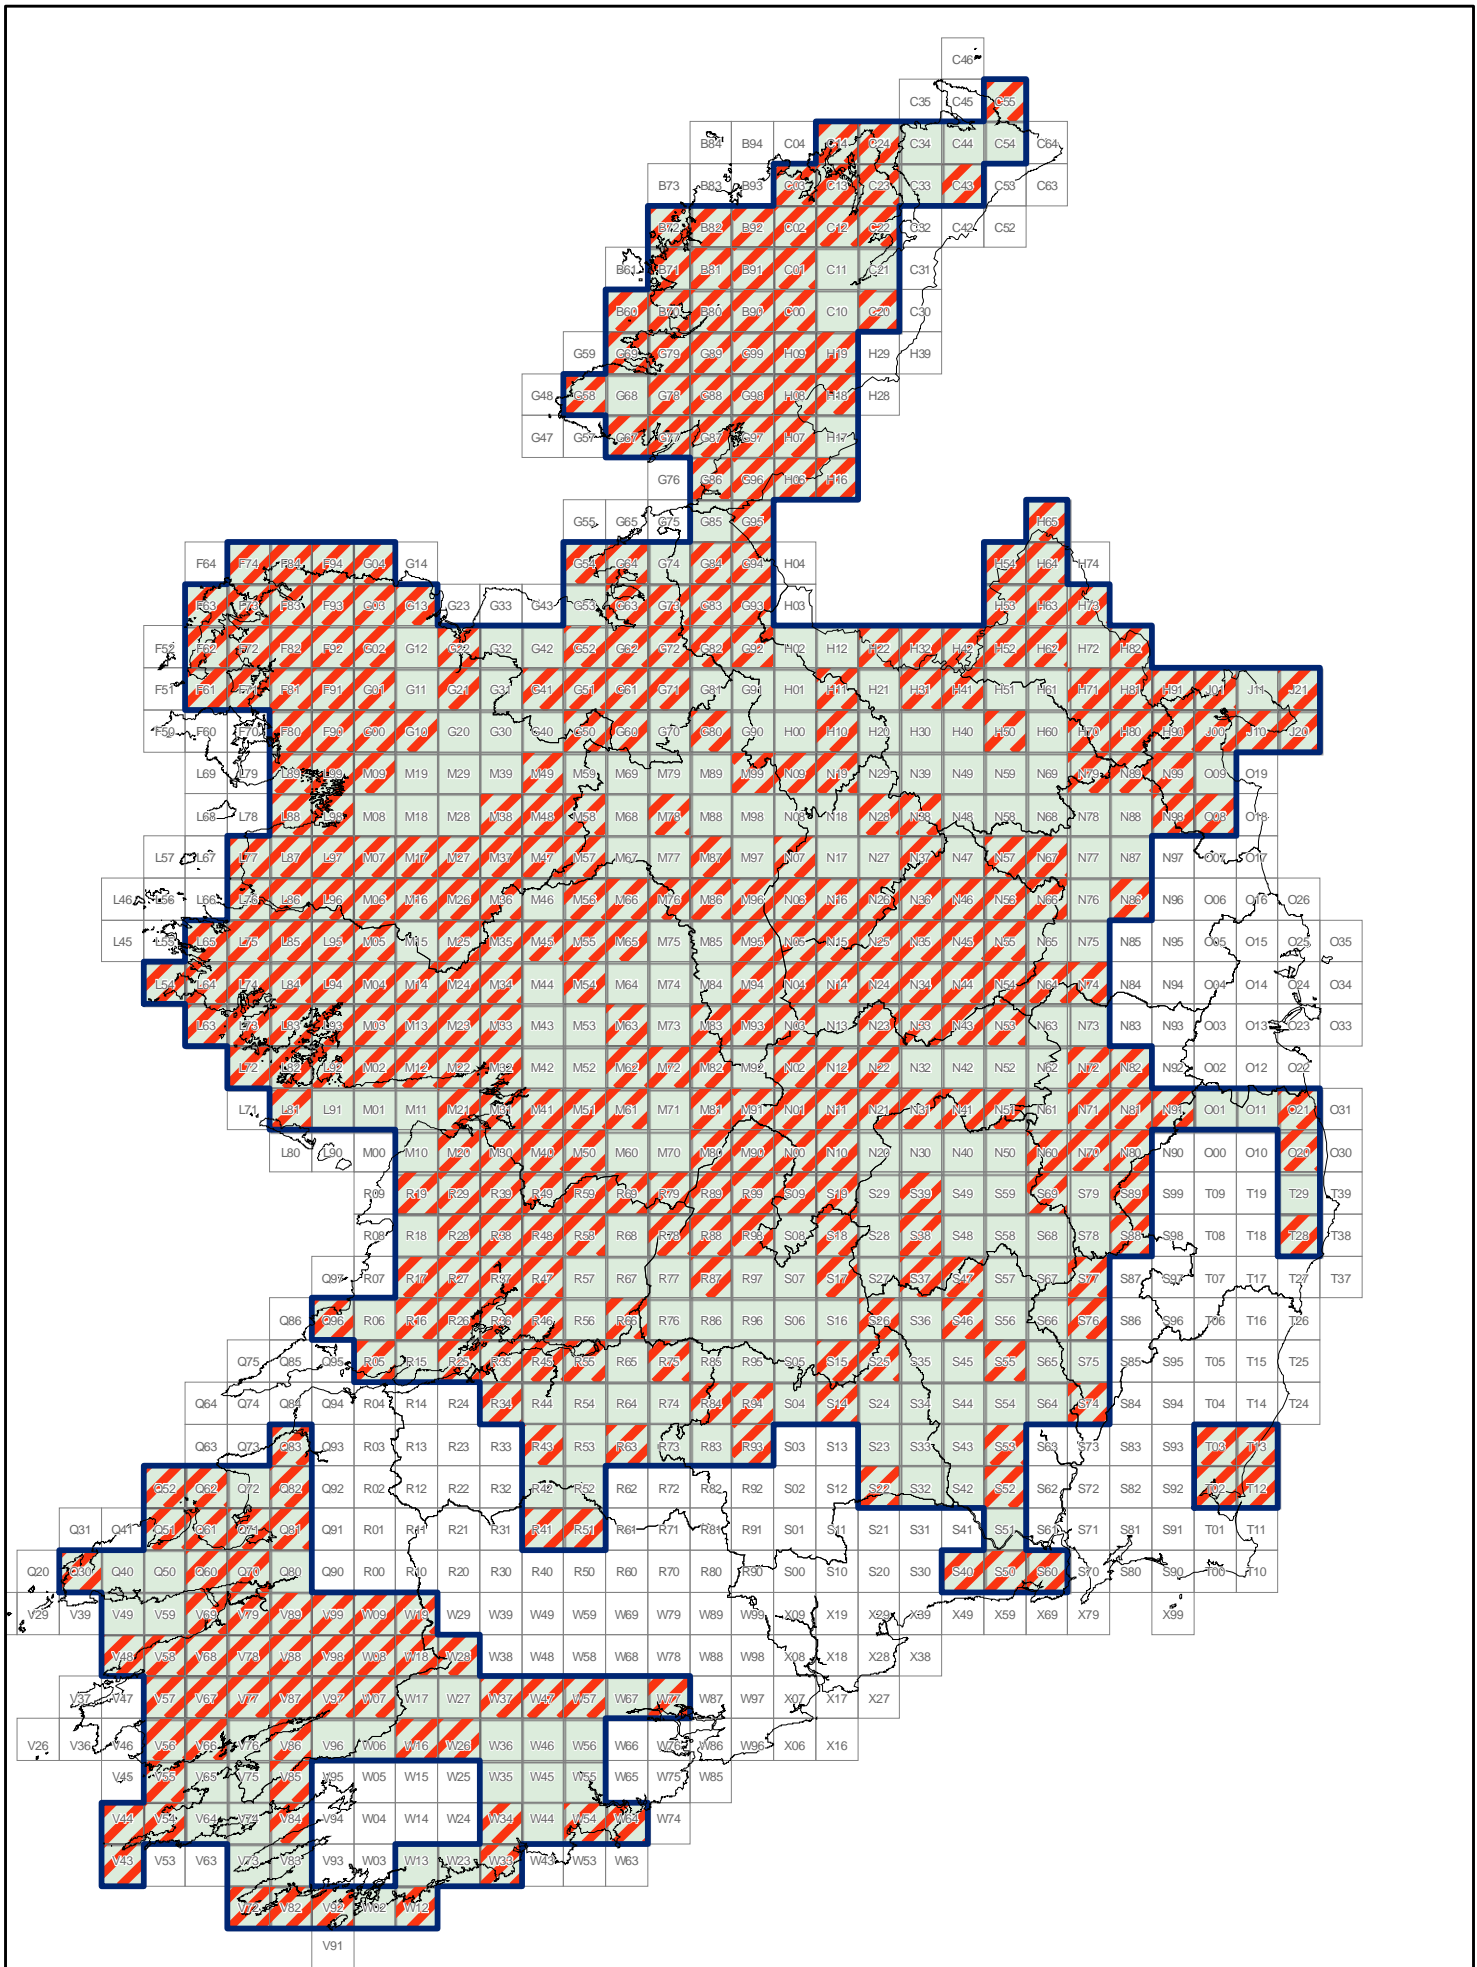 C46
C35 C45 C55
B84 B94 C04 C14 C24 C34 C44 C54 C64
B73 B83 B93 C03 C13 C23 C33 C43 C53 C63
B72 B82 B92 C02 C12 C22 C32 C42 C52
B61 B71 B81 B91 C01 C11 C21 C31
B60 B70 B80 B90 C00 C10 C20 C30
G59 G69 G79 G89 G99 H09 H19 H29 H39
G48 G58 G68 G78 G88 G98 H08 H18 H28
G47 G57 G67 G77 G87 G97 H07 H17
G76 G86 G96 H06 H16
G55 G65 G75 G85 G95 H65
F64 F74 F84 F94 G04 G14 G54 G64 G74 G84 G94 H04 H54 H64 H74
F63 F73 F83 F93 G03 G13 G23 G33 G43 G53 G63 G73 G83 G93 H03 H53 H63 H73
F52 F62 F72 F82 F92 G02 G12 G22 G32 G42 G52 G62 G72 G82 G92 H02 H12 H22 H32 H42 H52 H62 H72 H82
F51 F61 F71 F81 F91 G01 G11 G21 G31 G41 G51 G61 G71 G81 G91 H01 H11 H21 H31 H41 H51 H61 H71 H81 H91 J01 J11 J21
F50 F60 F70 F80 F90 G00 G10 G20 G30 G40 G50 G60 G70 G80 G90 H00 H10 H20 H30 H40 H50 H60 H70 H80 H90 J00 J10 J20
L69 L79 L89 L99 M09 M19 M29 M39 M49 M59 M69 M79 M89 M99 N09 N19 N29 N39 N49 N59 N69 N79 N89 N99 O09 O19
L68 L78 L88 L98 M08 M18 M28 M38 M48 M58 M68 M78 M88 M98 N08 N18 N28 N38 N48 N58 N68 N78 N88 N98 O08 O18
L57 L67 L77 L87 L97 M07 M17 M27 M37 M47 M57 M67 M77 M87 M97 N07 N17 N27 N37 N47 N57 N67 N77 N87 N97 O07 O17
L46 L56 L66 L76 L86 L96 M06 M16 M26 M36 M46 M56 M66 M76 M86 M96 N06 N16 N26 N36 N46 N56 N66 N76 N86 N96 O06 O16 O26
L45 L55 L65 L75 L85 L95 M05 M15 M25 M35 M45 M55 M65 M75 M85 M95 N05 N15 N25 N35 N45 N55 N65 N75 N85 N95 O05 O15 O25 O35
L54 L64 L74 L84 L94 M04 M14 M24 M34 M44 M54 M64 M74 M84 M94 N04 N14 N24 N34 N44 N54 N64 N74 N84 N94 O04 O14 O24 O34
L63 L73 L83 L93 M03 M13 M23 M33 M43 M53 M63 M73 M83 M93 N03 N13 N23 N33 N43 N53 N63 N73 N83 N93 O03 O13 O23 O33
L72 L82 L92 M02 M12 M22 M32 M42 M52 M62 M72 M82 M92 N02 N12 N22 N32 N42 N52 N62 N72 N82 N92 O02 O12 O22
L71 L81 L91 M01 M11 M21 M31 M41 M51 M61 M71 M81 M91 N01 N11 N21 N31 N41 N51 N61 N71 N81 N91 O01 O11 O21 O31
L80 L90 M00 M10 M20 M30 M40 M50 M60 M70 M80 M90 N00 N10 N20 N30 N40 N50 N60 N70 N80 N90 O00 O10 O20 O30
R09 R19 R29 R39 R49 R59 R69 R79 R89 R99 S09 S19 S29 S39 S49 S59 S69 S79 S89 S99 T09 T19 T29 T39
R08 R18 R28 R38 R48 R58 R68 R78 R88 R98 S08 S18 S28 S38 S48 S58 S68 S78 S88 S98 T08 T18 T28 T38
Q97 R07 R17 R27 R37 R47 R57 R67 R77 R87 R97 S07 S17 S27 S37 S47 S57 S67 S77 S87 S97 T07 T17 T27 T37
Q86 Q96 R06 R16 R26 R36 R46 R56 R66 R76 R86 R96 S06 S16 S26 S36 S46 S56 S66 S76 S86 S96 T06 T16 T26
Q75 Q85 Q95 R05 R15 R25 R35 R45 R55 R65 R75 R85 R95 S05 S15 S25 S35 S45 S55 S65 S75 S85 S95 T05 T15 T25
Q64 Q74 Q84 Q94 R04 R14 R24 R34 R44 R54 R64 R74 R84 R94 S04 S14 S24 S34 S44 S54 S64 S74 S84 S94 T04 T14 T24
Q63 Q73 Q83 Q93 R03 R13 R23 R33 R43 R53 R63 R73 R83 R93 S03 S13 S23 S33 S43 S53 S63 S73 S83 S93 T03 T13
Q52 Q62 Q72 Q82 Q92 R02 R12 R22 R32 R42 R52 R62 R72 R82 R92 S02 S12 S22 S32 S42 S52 S62 S72 S82 S92 T02 T12
Q31 Q41 Q51 Q61 Q71 Q81 Q91 R01 R11 R21 R31 R41 R51 R61 R71 R81 R91 S01 S11 S21 S31 S41 S51 S61 S71 S81 S91 T01 T11
Q20 Q30 Q40 Q50 Q60 Q70 Q80 Q90 R00 R10 R20 R30 R40 R50 R60 R70 R80 R90 S00 S10 S20 S30 S40 S50 S60 S70 S80 S90 T00 T10
V29 V39 V49 V59 V69 V79 V89 V99 W09 W19 W29 W39 W49 W59 W69 W79 W89 W99 X09 X19 X29 X39 X49 X59 X69 X79 X99
V48 V58 V68 V78 V88 V98 W08 W18 W28 W38 W48 W58 W68 W78 W88 W98 X08 X18 X28 X38
V37 V47 V57 V67 V77 V87 V97 W07 W17 W27 W37 W47 W57 W67 W77 W87 W97 X07 X17 X27
V26 V36 V46 V56 V66 V76 V86 V96 W06 W16 W26 W36 W46 W56 W66 W76 W86 W96 X06 X16
V45 V55 V65 V75 V85 V95 W05 W15 W25 W35 W45 W55 W65 W75 W85
V44 V54 V64 V74 V84 V94 W04 W14 W24 W34 W44 W54 W64 W74
V43 V53 V63 V73 V83 V93 W03 W13 W23 W33 W43 W53 W63
V72 V82 V92 W02 W12
V91